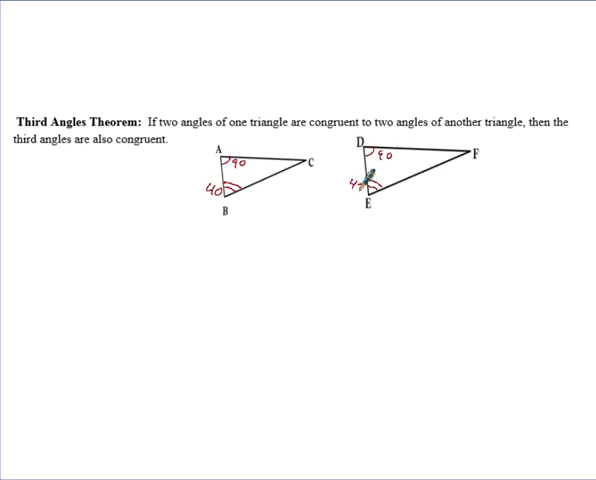 Third Angles Theorem: If two angles of one triangle are congruent to two angles of another triangle, then the
third angles are also congruent.
A
90
C
40
B
D
90
F
4
E